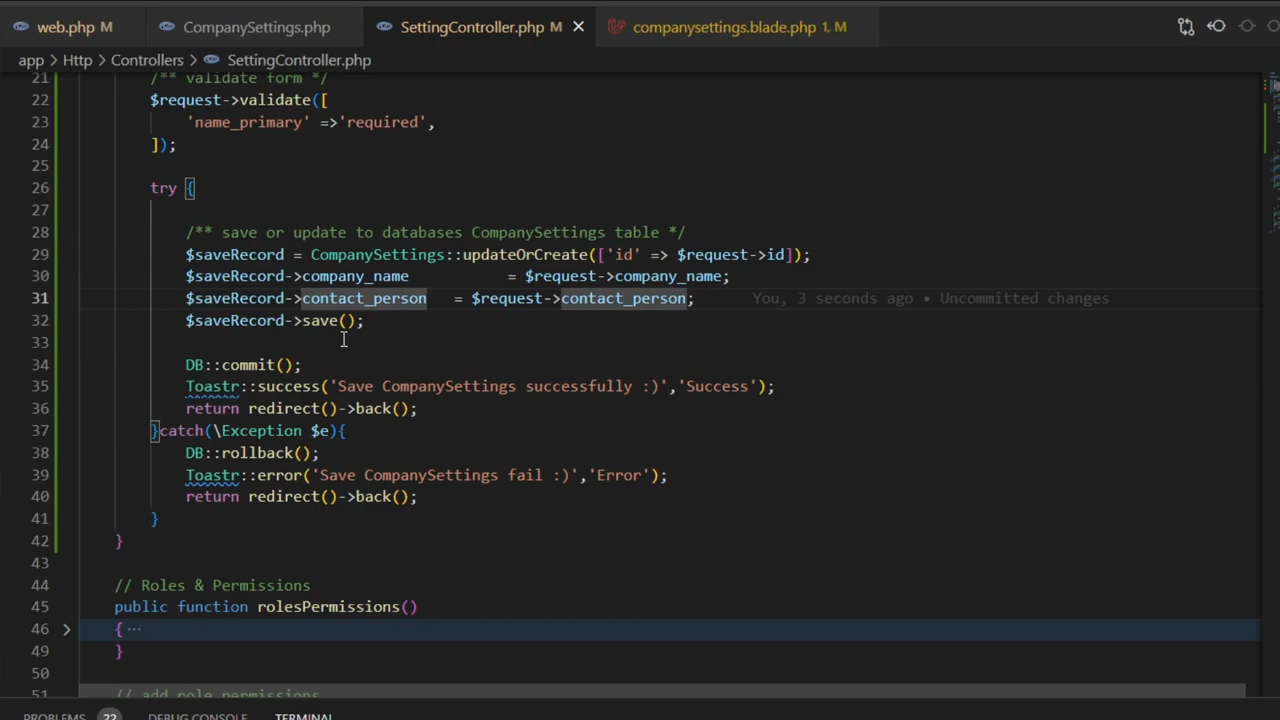 web.php M CompanySettings.php SettingController.php M companysettings.blade.php 1, M
app > Http > Controllers > SettingController.php
21 /** validate form */
22 $request->validate([
23 'name_primary' =>'required',
24 ]);
25
26 try {
27
28 /** save or update to databases CompanySettings table */
29 $saveRecord = CompanySettings::updateOrCreate(['id' => $request->id]);
30 $saveRecord->company_name = $request->company_name;
31 $saveRecord->contact_person = $request->contact_person; You, 3 seconds ago • Uncommitted changes
32 $saveRecord->save();
33
34 DB::commit();
35 Toastr::success('Save CompanySettings successfully :)','Success');
36 return redirect()->back();
37 }catch(\Exception $e){
38 DB::rollback();
39 Toastr::error('Save CompanySettings fail :)','Error');
40 return redirect()->back();
41 }
42 }
43
44 // Roles & Permissions
45 public function rolesPermissions()
46 > { ···
49 }
50
51 // add role permissions
PROBLEMS 22 DEBUG CONSOLE TERMINAL